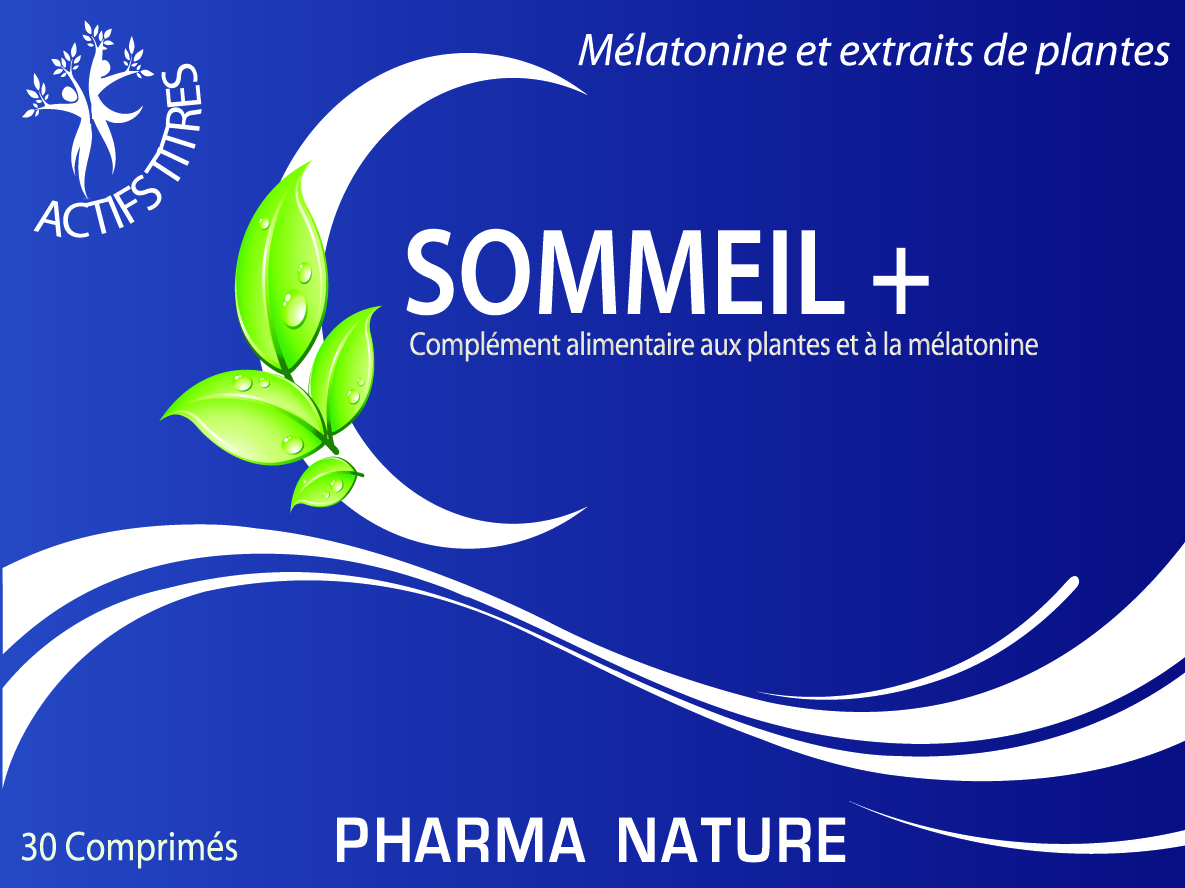 Mélatonine et extraits de plantes
ACTIFS TITRES
SOMMEIL +
Complément alimentaire aux plantes et à la mélatonine
30 Comprimés
PHARMA NATURE